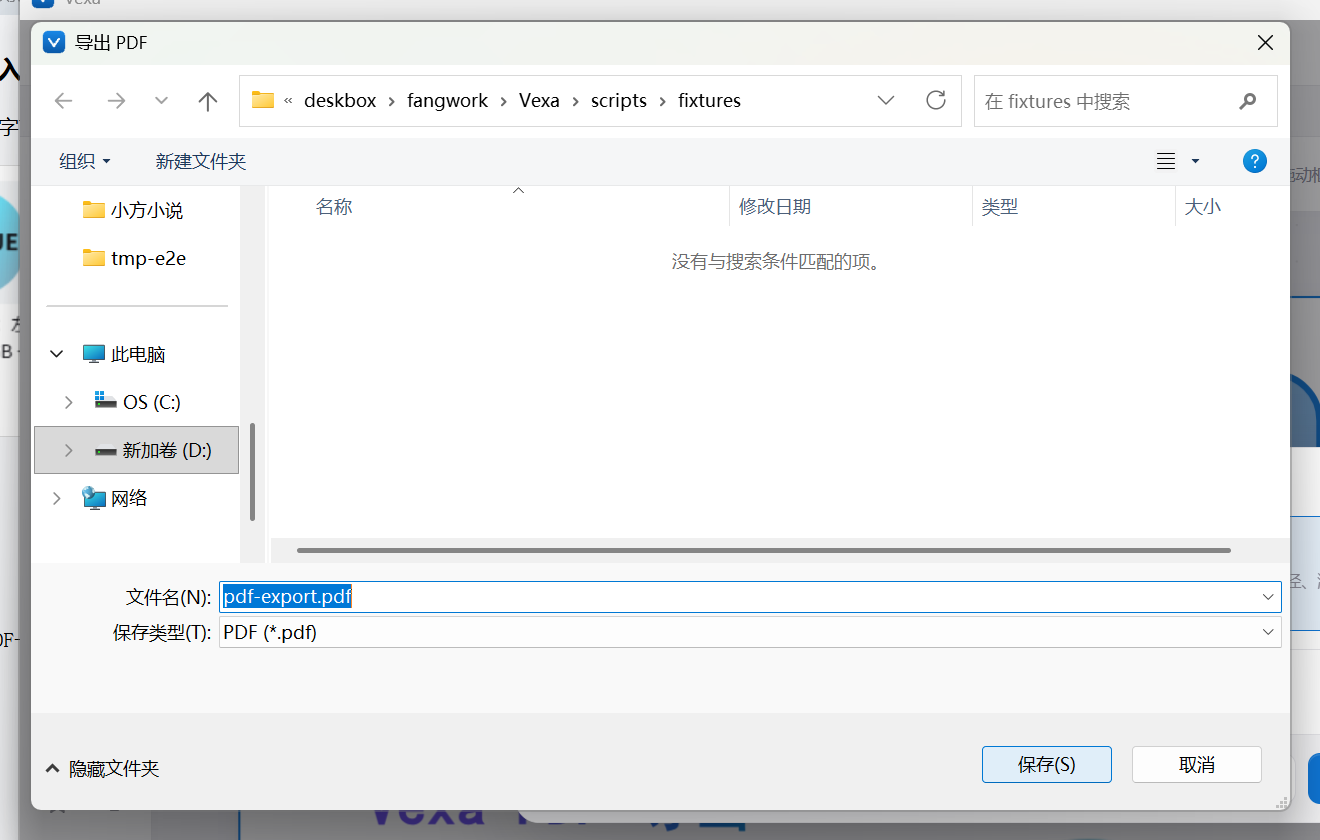 Vexa
导出 PDF
« deskbox › fangwork › Vexa › scripts › fixtures
在 fixtures 中搜索
组织
新建文件夹
小方小说
tmp-e2e
此电脑
OS (C:)
新加卷 (D:)
网络
名称
修改日期
类型
大小
没有与搜索条件匹配的项。
文件名(N):
pdf-export.pdf
保存类型(T):
PDF (*.pdf)
隐藏文件夹
保存(S)
取消